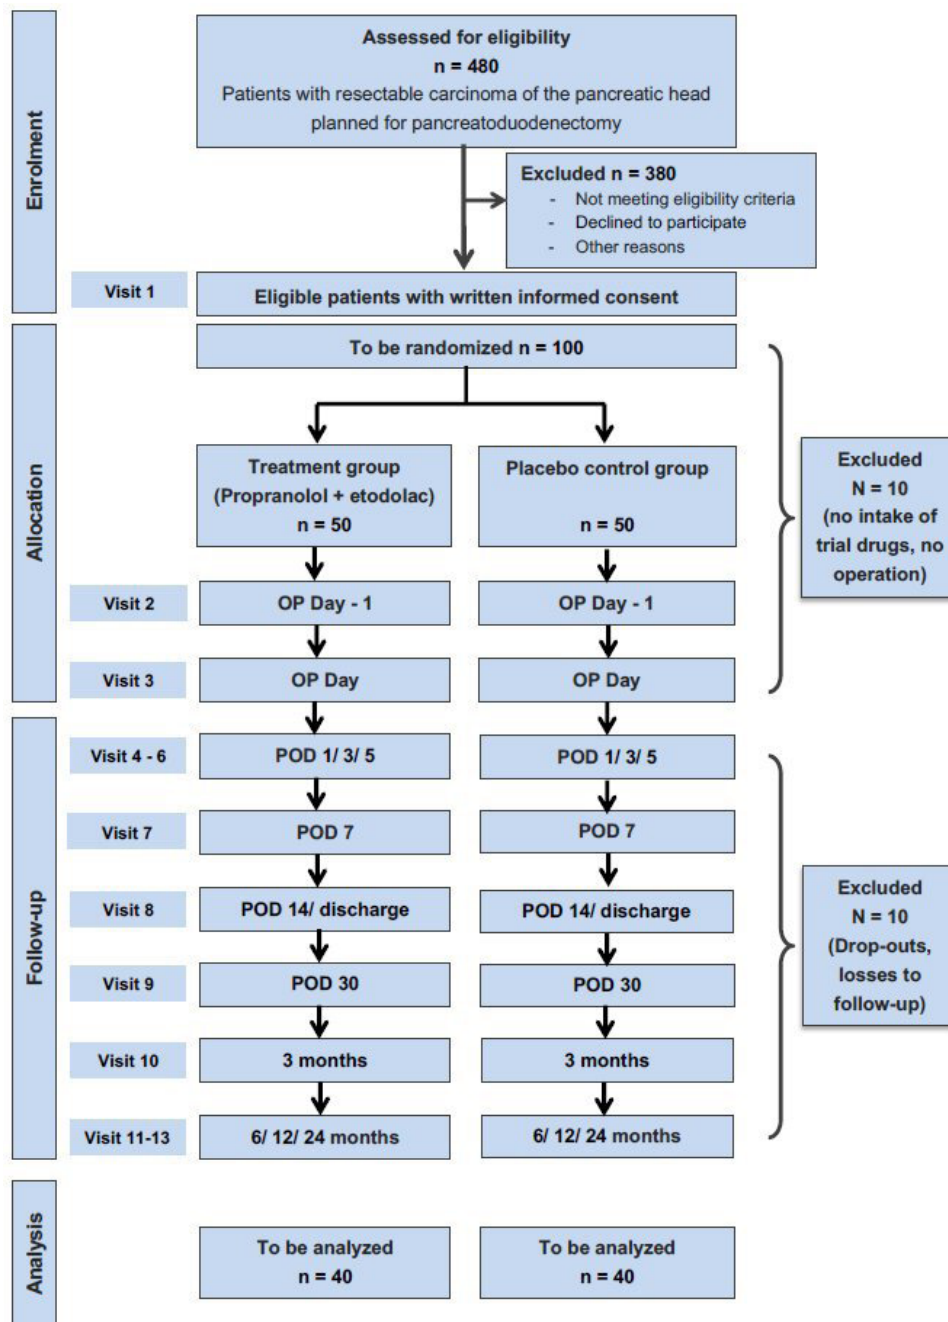 Enrolment
Assessed for eligibility
n = 480
Patients with resectable carcinoma of the pancreatic head
planned for pancreatoduodenectomy
Excluded n = 380
- Not meeting eligibility criteria
- Declined to participate
- Other reasons
Visit 1
Eligible patients with written informed consent
Allocation
To be randomized n = 100
Treatment group
(Propranolol + etodolac)
n = 50
Placebo control group
n = 50
Excluded
N = 10
(no intake of
trial drugs, no
operation)
Visit 2
OP Day - 1
OP Day - 1
Visit 3
OP Day
OP Day
Follow-up
Visit 4 - 6
POD 1/ 3/ 5
POD 1/ 3/ 5
Visit 7
POD 7
POD 7
Visit 8
POD 14/ discharge
POD 14/ discharge
Excluded
N = 10
(Drop-outs,
losses to
follow-up)
Visit 9
POD 30
POD 30
Visit 10
3 months
3 months
Visit 11-13
6/ 12/ 24 months
6/ 12/ 24 months
Analysis
To be analyzed
n = 40
To be analyzed
n = 40